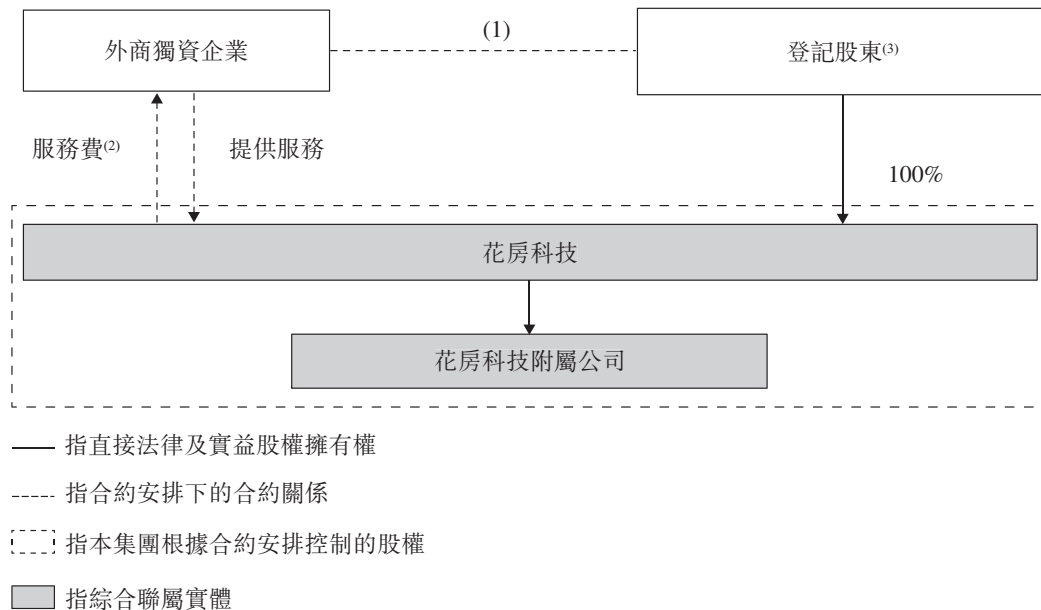 (1)
外商獨資企業
登記股東(3)
服務費(2)
提供服務
100%
花房科技
花房科技附屬公司
指直接法律及實益股權擁有權
指合約安排下的合約關係
指本集團根據合約安排控制的股權
指綜合聯屬實體